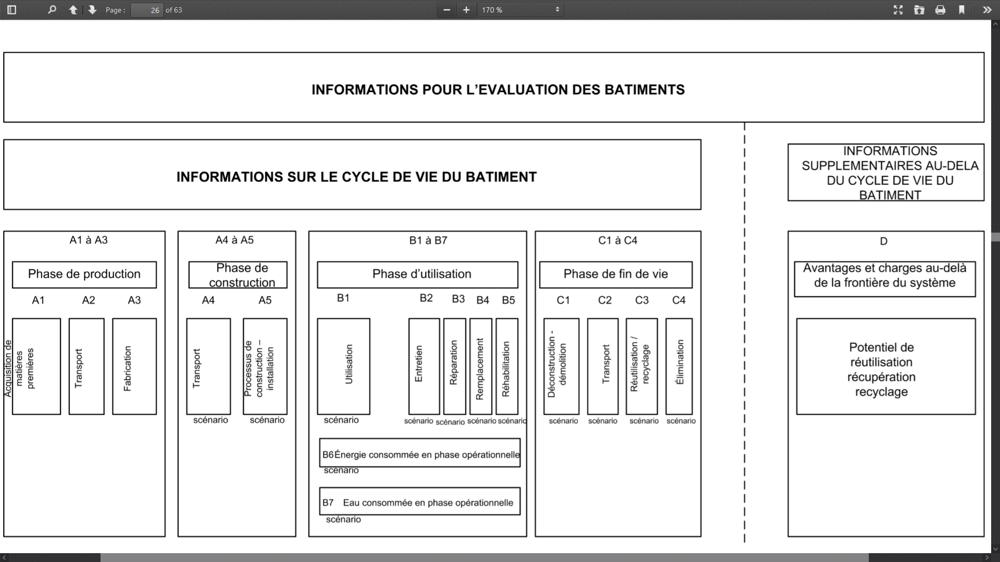 Page : 26 of 63
170 %
INFORMATIONS POUR L’EVALUATION DES BATIMENTS
INFORMATIONS SUR LE CYCLE DE VIE DU BATIMENT
INFORMATIONS
SUPPLEMENTAIRES AU-DELA
DU CYCLE DE VIE DU
BATIMENT
A1 à A3
Phase de production
A1 A2 A3
Acquisition de
matières
premières
Transport
Fabrication
A4 à A5
Phase de
construction
A4 A5
Transport
Processus de
construction –
installation
scénario scénario
B1 à B7
Phase d’utilisation
B1 B2 B3 B4 B5
Utilisation
Entretien
Réparation
Remplacement
Réhabilitation
scénario scénario scénario scénario scénario
B6 Énergie consommée en phase opérationnelle
scénario
B7 Eau consommée en phase opérationnelle
scénario
C1 à C4
Phase de fin de vie
C1 C2 C3 C4
Déconstruction -
démolition
Transport
Réutilisation /
recyclage
Élimination
scénario scénario scénario scénario
D
Avantages et charges au-delà
de la frontière du système
Potentiel de
réutilisation
récupération
recyclage